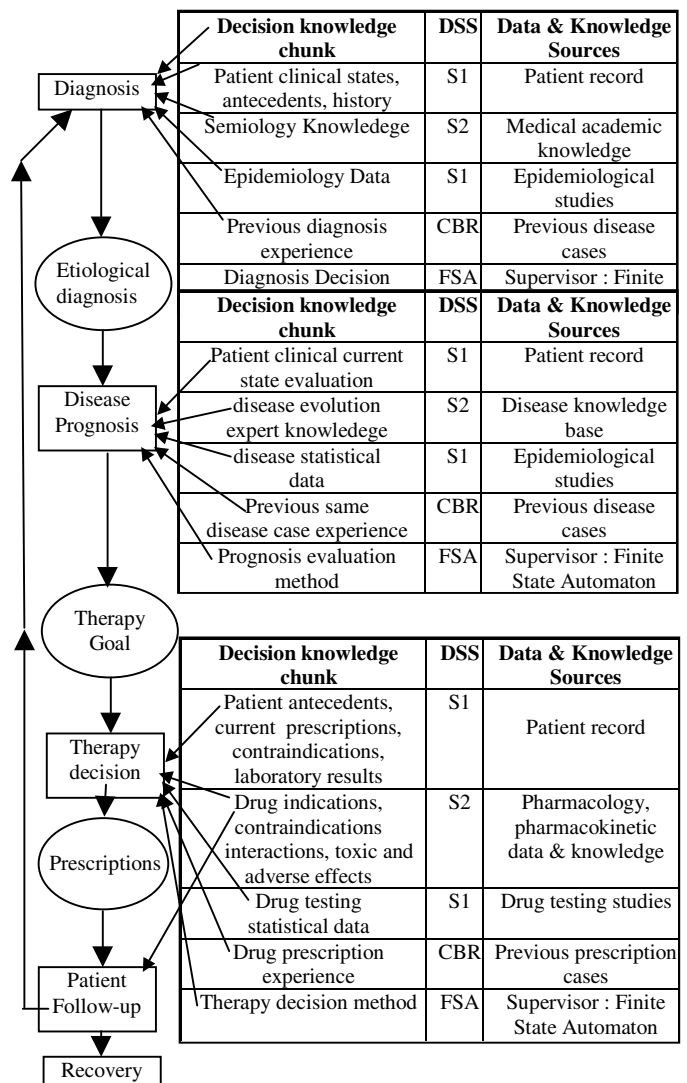 Decision knowledge chunk DSS Data & Knowledge Sources
Diagnosis
Patient clinical states, antecedents, history S1 Patient record
Semiology Knowledege S2 Medical academic knowledge
Epidemiology Data S1 Epidemiological studies
Previous diagnosis experience CBR Previous disease cases
Diagnosis Decision FSA Supervisor : Finite
Etiological
diagnosis
Decision knowledge chunk DSS Data & Knowledge Sources
Patient clinical current state evaluation S1 Patient record
Disease
Prognosis
disease evolution expert knowledege S2 Disease knowledge base
disease statistical data S1 Epidemiological studies
Previous same disease case experience CBR Previous disease cases
Prognosis evaluation method FSA Supervisor : Finite State Automaton
Therapy
Goal
Decision knowledge chunk DSS Data & Knowledge Sources
Patient antecedents, current prescriptions, contraindications, laboratory results S1 Patient record
Therapy
decision
Drug indications, contraindications interactions, toxic and adverse effects S2 Pharmacology, pharmacokinetic data & knowledge
Prescriptions
Drug testing statistical data S1 Drug testing studies
Drug prescription experience CBR Previous prescription cases
Patient
Follow-up
Therapy decision method FSA Supervisor : Finite State Automaton
Recovery